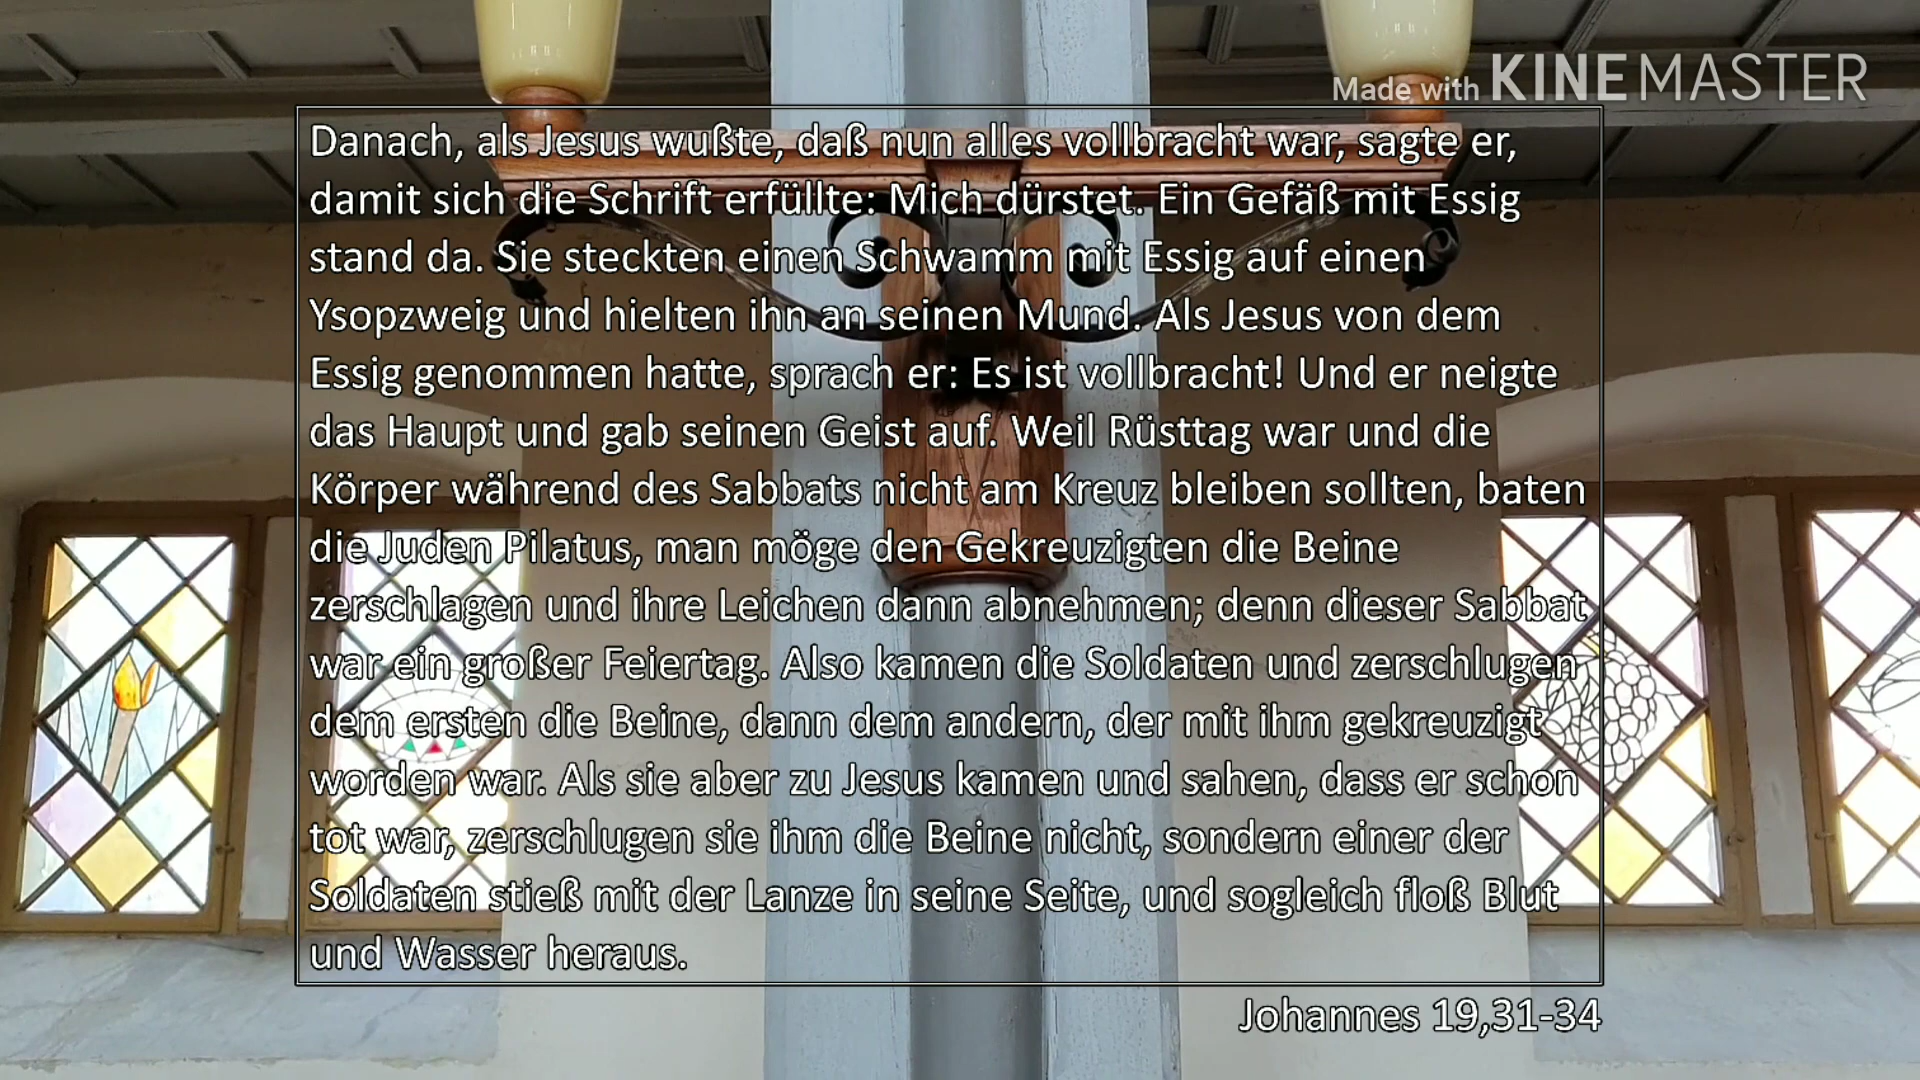 Made with KINEMASTER
Danach, als Jesus wußte, daß nun alles vollbracht war, sagte er,
damit sich die Schrift erfüllte: Mich dürstet. Ein Gefäß mit Essig
stand da. Sie steckten einen Schwamm mit Essig auf einen
Ysopzweig und hielten ihn an seinen Mund. Als Jesus von dem
Essig genommen hatte, sprach er: Es ist vollbracht! Und er neigte
das Haupt und gab seinen Geist auf. Weil Rüsttag war und die
Körper während des Sabbats nicht am Kreuz bleiben sollten, baten
die Juden Pilatus, man möge den Gekreuzigten die Beine
zerschlagen und ihre Leichen dann abnehmen; denn dieser Sabbat
war ein großer Feiertag. Also kamen die Soldaten und zerschlugen
dem ersten die Beine, dann dem andern, der mit ihm gekreuzigt
worden war. Als sie aber zu Jesus kamen und sahen, dass er schon
tot war, zerschlugen sie ihm die Beine nicht, sondern einer der
Soldaten stieß mit der Lanze in seine Seite, und sogleich floß Blut
und Wasser heraus.
Johannes 19,31-34